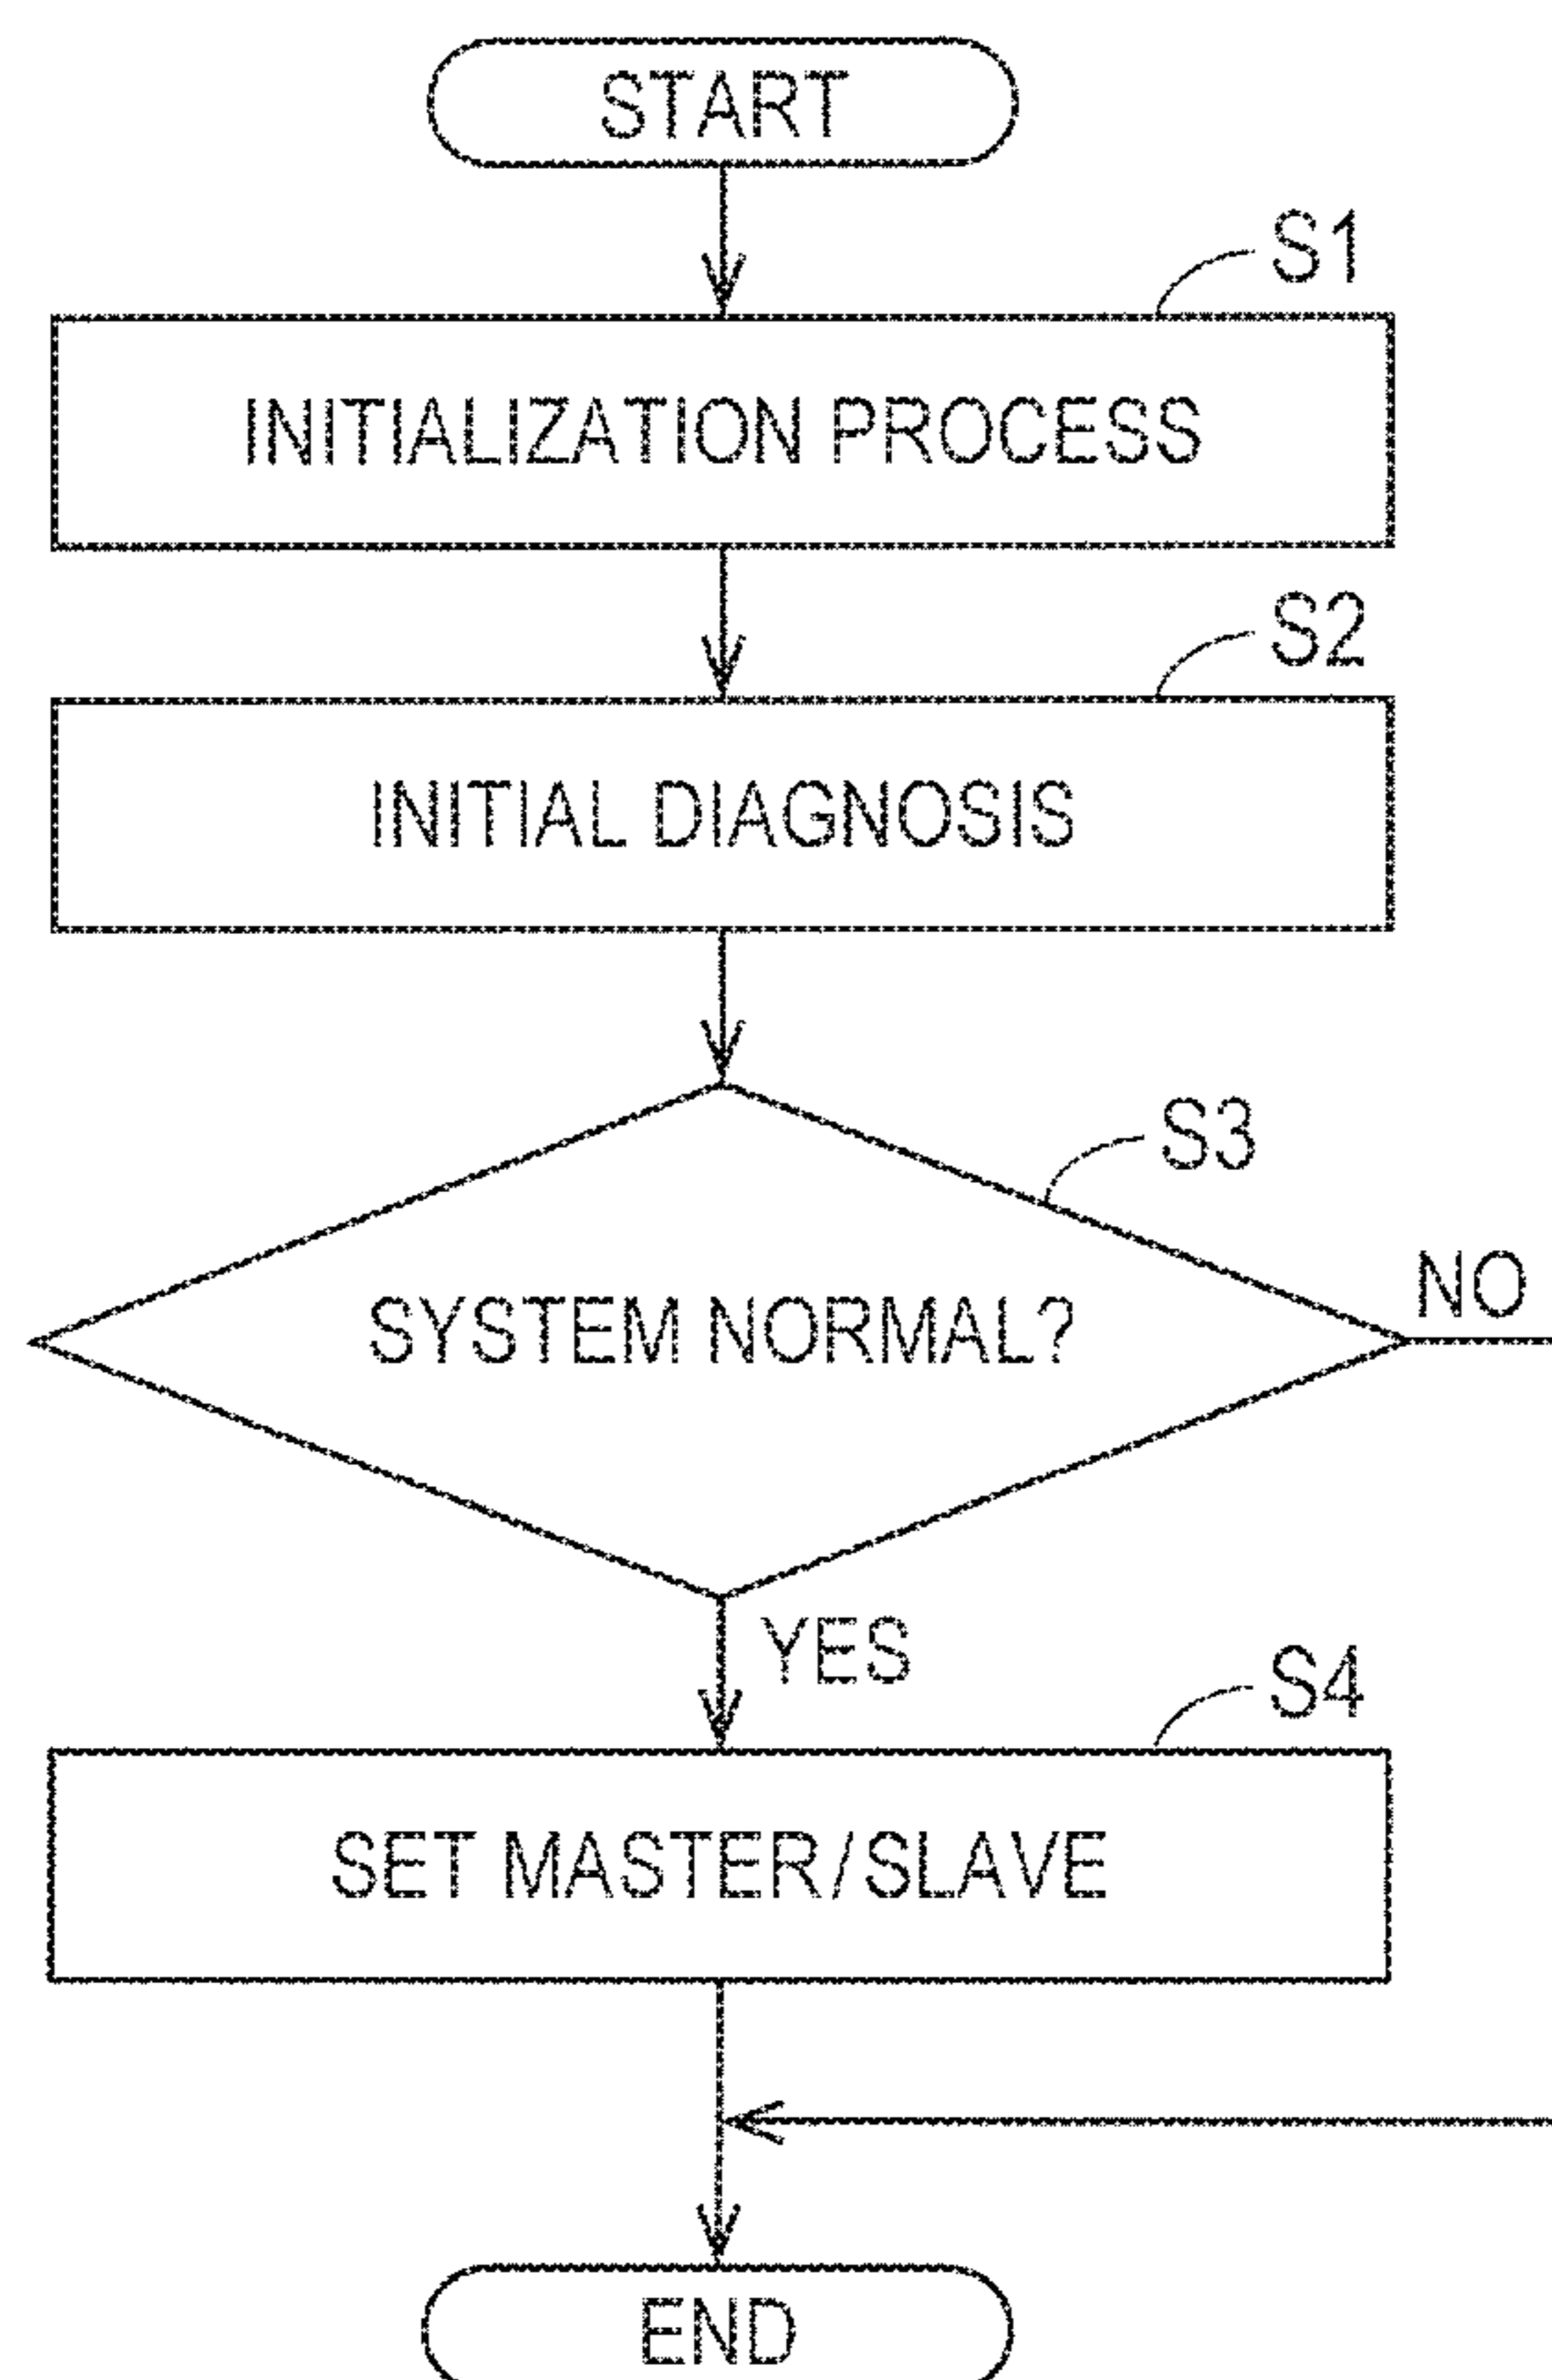 START
S1
INITIALIZATION PROCESS
S2
INITIAL DIAGNOSIS
S3
SYSTEM NORMAL?
NO
YES
S4
SET MASTER/SLAVE
END